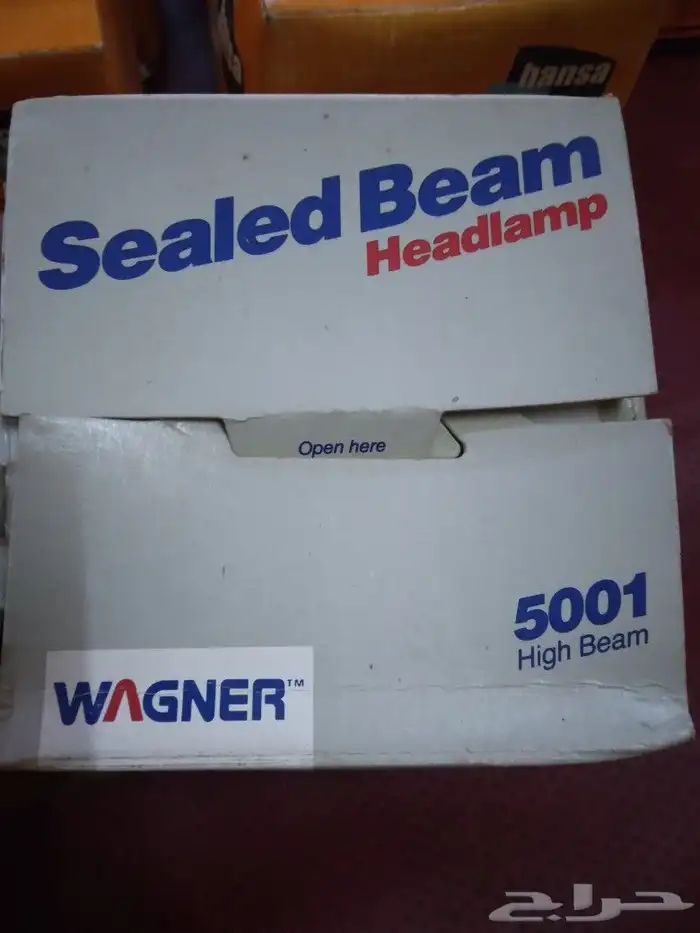 hansa
Sealed Beam
Headlamp
Open here
5001
High Beam
WAGNER™
حراج